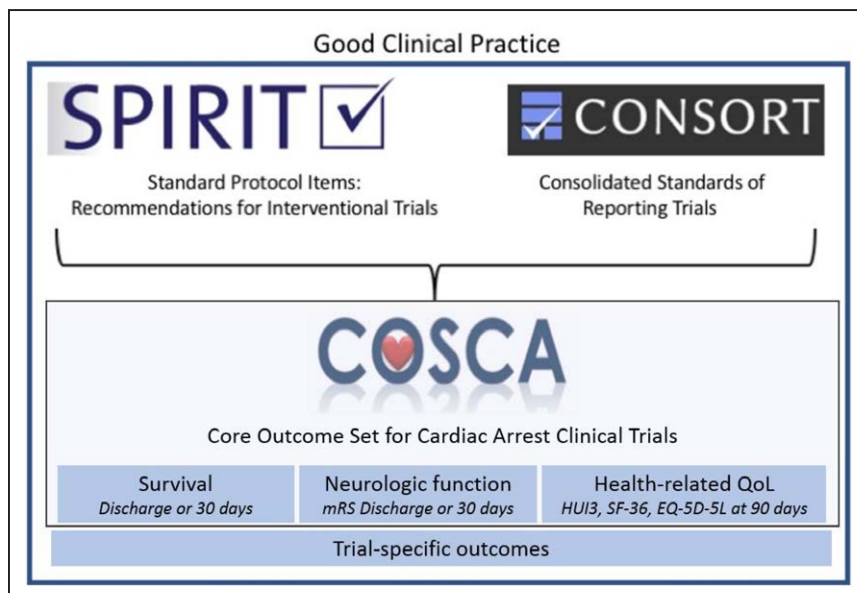 Good Clinical Practice
SPIRIT
CONSORT
Standard Protocol Items:
Recommendations for Interventional Trials
Consolidated Standards of
Reporting Trials
COSCA
Core Outcome Set for Cardiac Arrest Clinical Trials
Survival
Discharge or 30 days
Neurologic function
mRS Discharge or 30 days
Health-related QoL
HUI3, SF-36, EQ-5D-5L at 90 days
Trial-specific outcomes